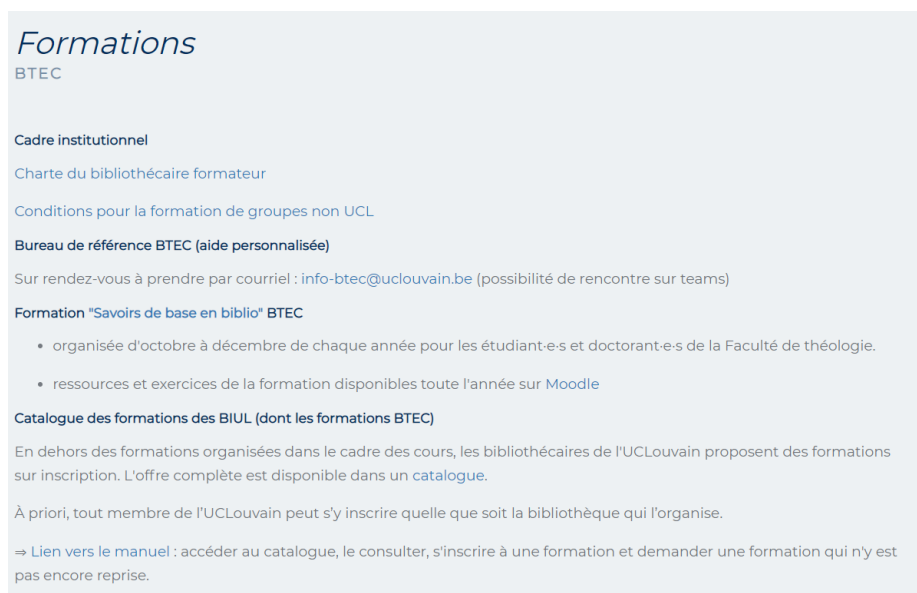 Formations
BTEC
Cadre institutionnel
Charte du bibliothécaire formateur
Conditions pour la formation de groupes non UCL
Bureau de référence BTEC (aide personnalisée)
Sur rendez-vous à prendre par courriel : info-btec@uclouvain.be (possibilité de rencontre sur teams)
Formation "Savoirs de base en biblio" BTEC
• organisée d'octobre à décembre de chaque année pour les étudiant·e·s et doctorant·e·s de la Faculté de théologie.
• ressources et exercices de la formation disponibles toute l'année sur Moodle
Catalogue des formations des BIUL (dont les formations BTEC)
En dehors des formations organisées dans le cadre des cours, les bibliothécaires de l'UCLouvain proposent des formations
sur inscription. L'offre complète est disponible dans un catalogue.
À priori, tout membre de l’UCLouvain peut s’y inscrire quelle que soit la bibliothèque qui l’organise.
⇒ Lien vers le manuel : accéder au catalogue, le consulter, s'inscrire à une formation et demander une formation qui n'y est
pas encore reprise.